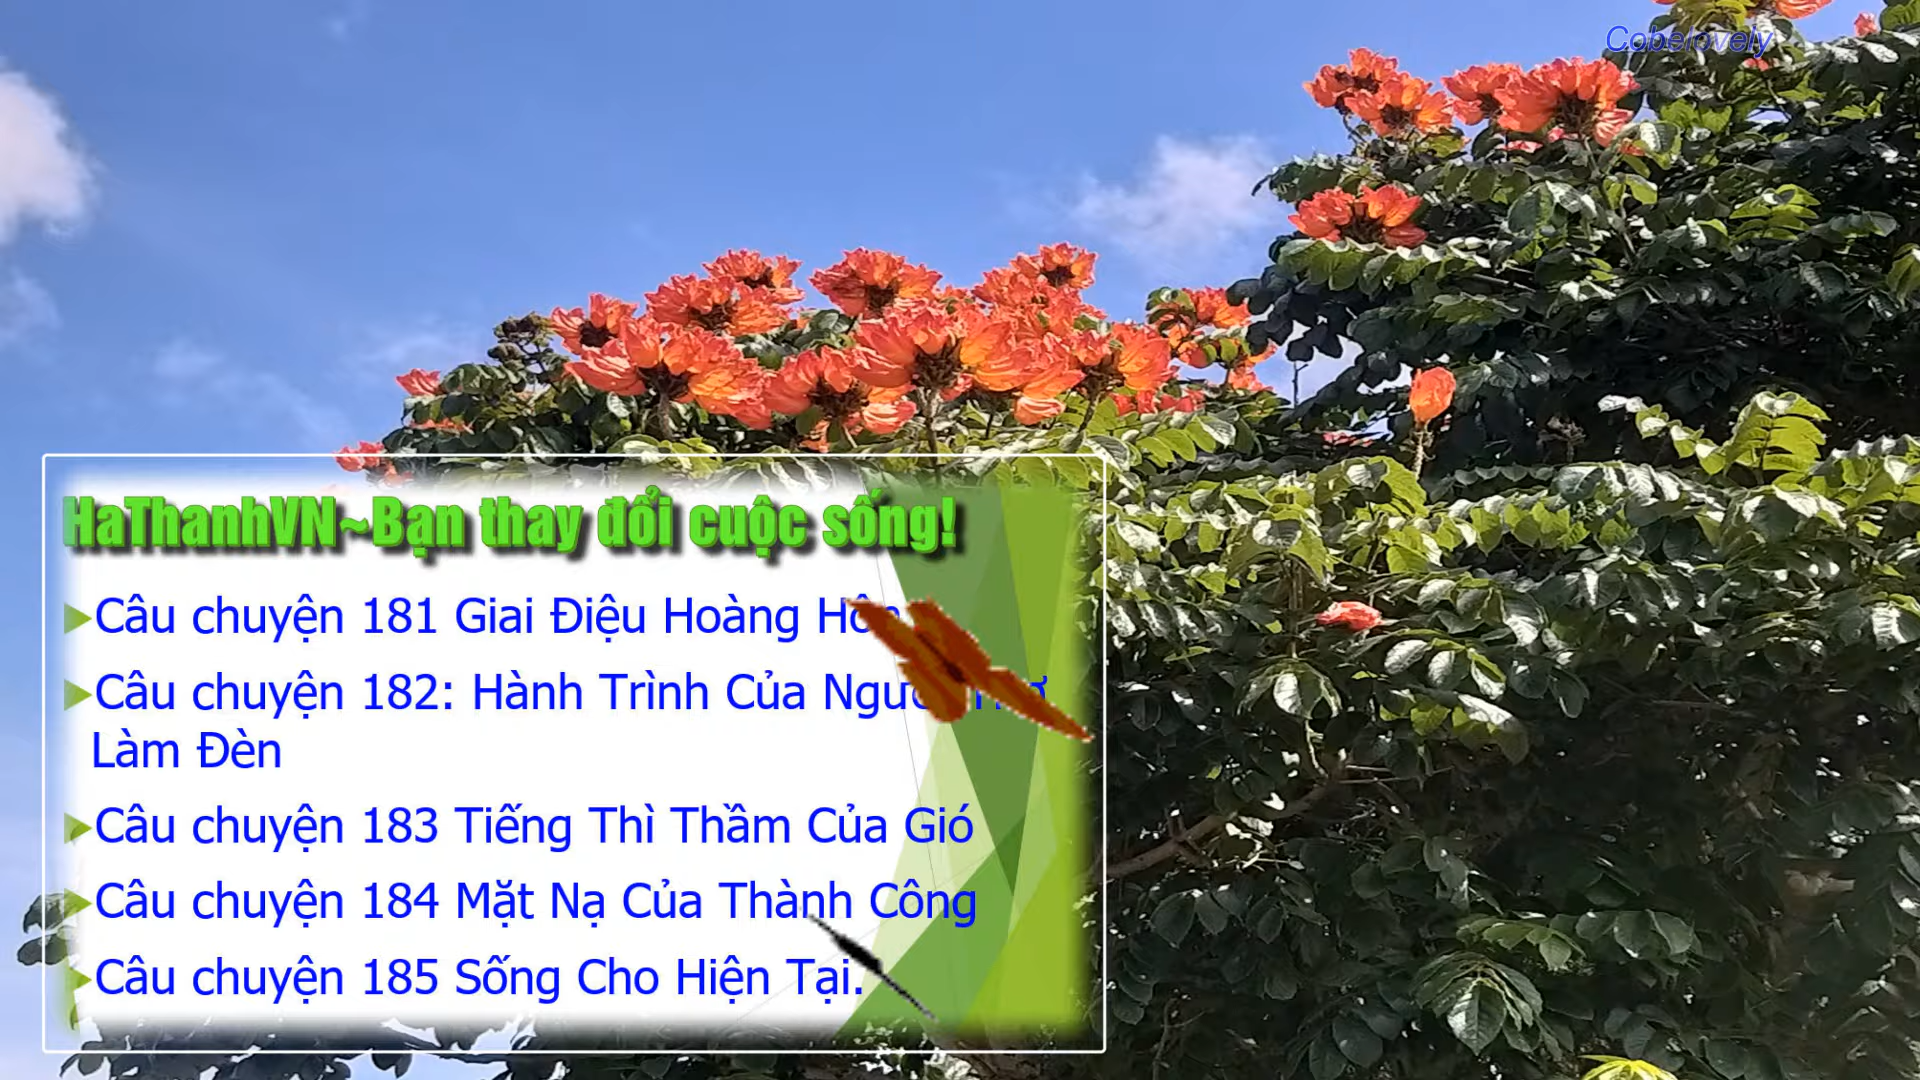 Cobelovely
HaThanhVN~Bạn thay đổi cuộc sống!
Câu chuyện 181 Giai Điệu Hoàng
Câu chuyện 182: Hành Trình Của
Làm Đèn
Câu chuyện 183 Tiếng Thì Thầm Của Gió
Câu chuyện 184 Mặt Nạ Của Thành Công
Câu chuyện 185 Sống Cho Hiện Tại.